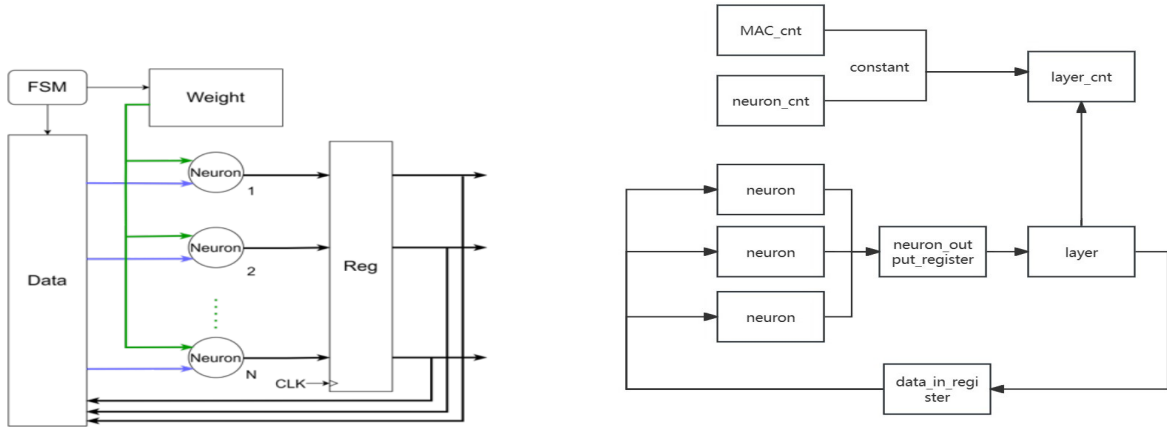 FSM
Weight
Data
Neuron
1
Neuron
2
Neuron
N
Reg
CLK
MAC_cnt
constant
neuron_cnt
layer_cnt
neuron
neuron
neuron
neuron_out
put_register
layer
data_in_regi
ster